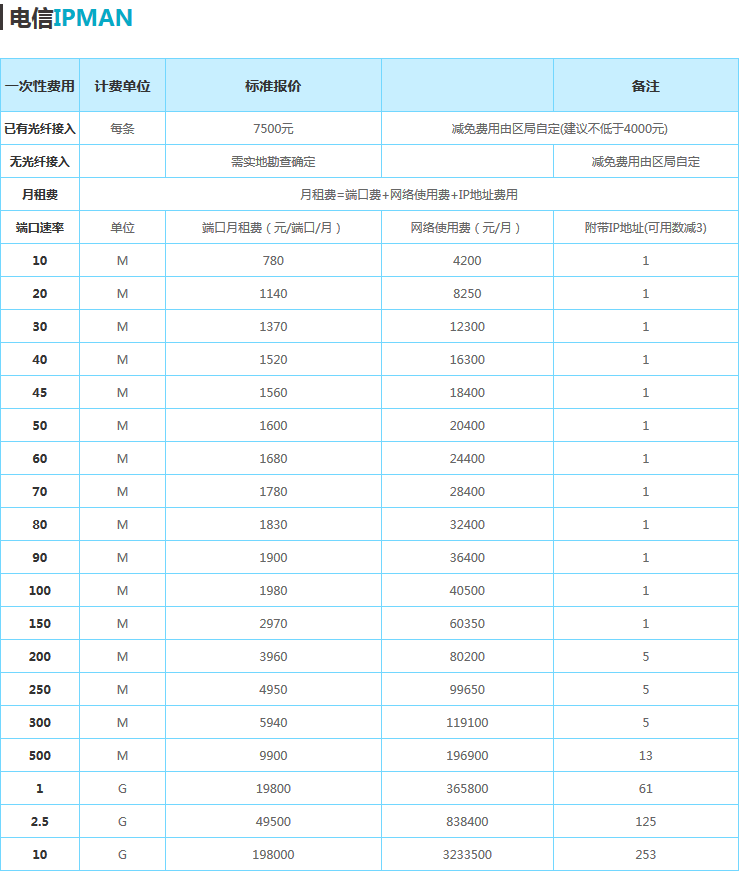 电信IPMAN
一次性费用 计费单位 标准报价 备注
已有光纤接入 每条 7500元 减免费用由区局自定(建议不低于4000元)
无光纤接入 需实地勘查确定 减免费用由区局自定
月租费 月租费=端口费+网络使用费+IP地址费用
端口速率 单位 端口月租费（元/端口/月） 网络使用费（元/月） 附带IP地址(可用数减3)
10 M 780 4200 1
20 M 1140 8250 1
30 M 1370 12300 1
40 M 1520 16300 1
45 M 1560 18400 1
50 M 1600 20400 1
60 M 1680 24400 1
70 M 1780 28400 1
80 M 1830 32400 1
90 M 1900 36400 1
100 M 1980 40500 1
150 M 2970 60350 1
200 M 3960 80200 5
250 M 4950 99650 5
300 M 5940 119100 5
500 M 9900 196900 13
1 G 19800 365800 61
2.5 G 49500 838400 125
10 G 198000 3233500 253